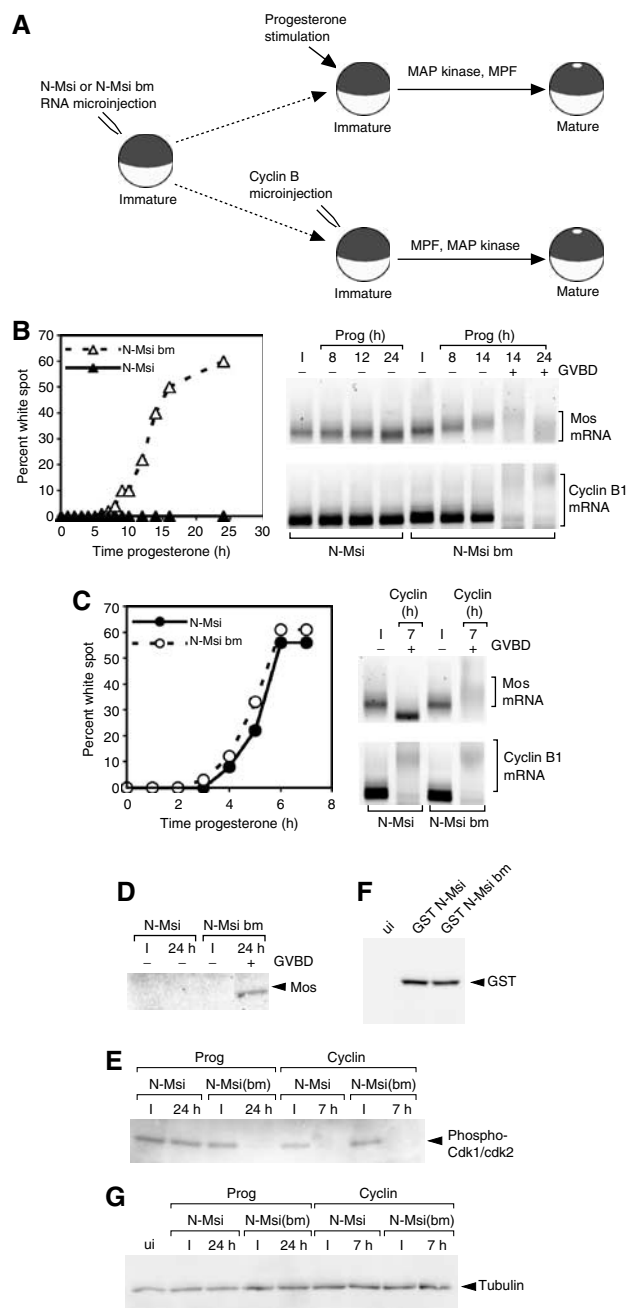 A
Progesterone
stimulation
N-Msi or N-Msi bm
RNA microinjection
MAP kinase, MPF
Immature
Mature
Immature
Cyclin B
microinjection
MPF, MAP kinase
Immature
Mature
B
70
60
50
40
30
20
10
0
0 5 10 15 20 25 30
Percent white spot
Time progesterone (h)
N-Msi bm
N-Msi
Prog (h) Prog (h)
I 8 12 24 I 8 14 14 24
– – – – – – – + + GVBD
Mos
mRNA
Cyclin B1
mRNA
N-Msi N-Msi bm
C
70
60
50
40
30
20
10
0
0 2 4 6 8
Percent white spot
Time progesterone (h)
N-Msi
N-Msi bm
Cyclin Cyclin
(h) (h)
I 7 I 7
– + – + GVBD
Mos
mRNA
Cyclin B1
mRNA
N-Msi N-Msi bm
D
N-Msi N-Msi bm
I 24 h I 24 h
– – – + GVBD
Mos
F
ui GST N-Msi GST N-Msi bm
GST
E
Prog Cyclin
N-Msi N-Msi(bm) N-Msi N-Msi(bm)
I 24 h I 24 h I 7 h I 7 h
Phospho-
Cdk1/cdk2
G
Prog Cyclin
N-Msi N-Msi(bm) N-Msi N-Msi(bm)
ui I 24 h I 24 h I 7 h I 7 h
Tubulin